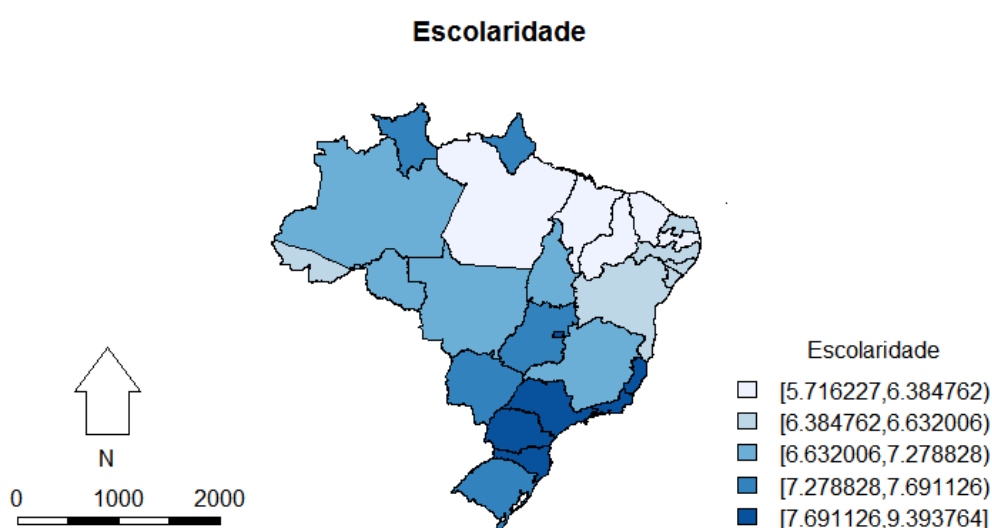 Escolaridade
Escolaridade
[5.716227,6.384762)
[6.384762,6.632006)
[6.632006,7.278828)
[7.278828,7.691126)
[7.691126,9.393764]
N
0 1000 2000